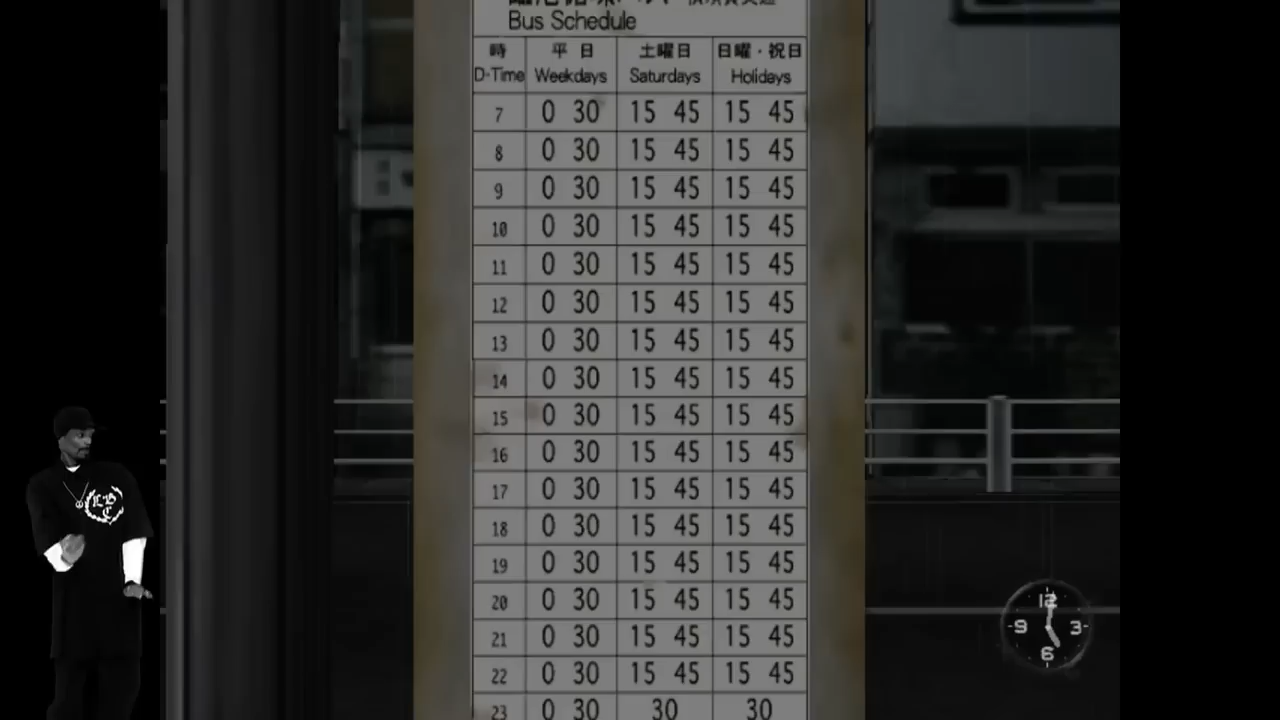 Bus Schedule
時 平 日 土曜日 日曜・祝日
D-Time Weekdays Saturdays Holidays
7 0 30 15 45 15 45
8 0 30 15 45 15 45
9 0 30 15 45 15 45
10 0 30 15 45 15 45
11 0 30 15 45 15 45
12 0 30 15 45 15 45
13 0 30 15 45 15 45
14 0 30 15 45 15 45
15 0 30 15 45 15 45
16 0 30 15 45 15 45
17 0 30 15 45 15 45
18 0 30 15 45 15 45
19 0 30 15 45 15 45
20 0 30 15 45 15 45
21 0 30 15 45 15 45
22 0 30 15 45 15 45
23 0 30 30 30
12
9 3
6